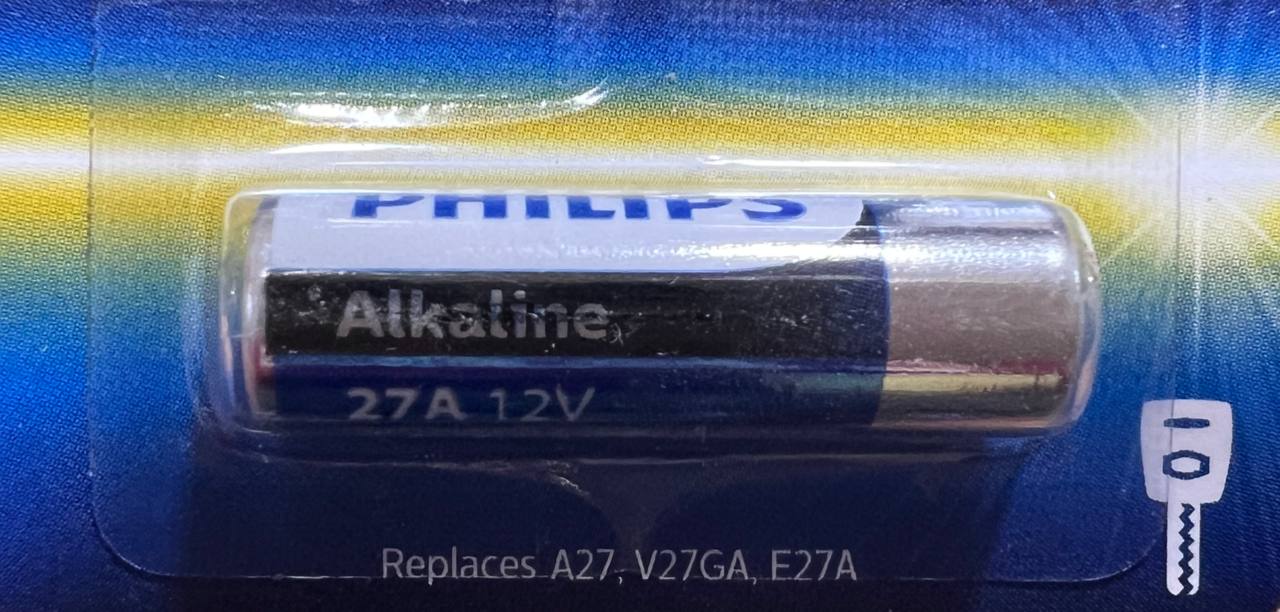 PHILIPS
Alkaline
27A 12V
Replaces A27, V27GA, E27A